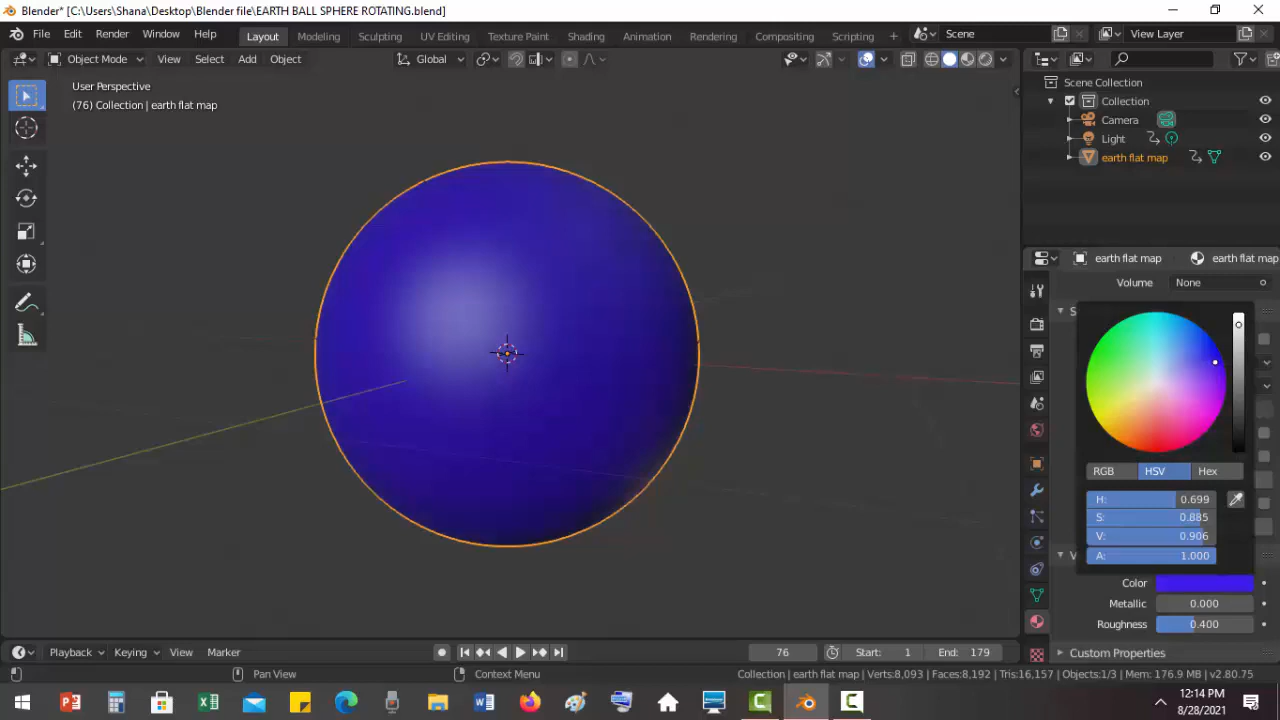 Blender* [C:\Users\Shana\Desktop\Blender file\EARTH BALL SPHERE ROTATING.blend]
File Edit Render Window Help Layout Modeling Sculpting UV Editing Texture Paint Shading Animation Rendering Compositing Scripting + Scene View Layer
Object Mode View Select Add Object Global
User Perspective
(76) Collection | earth flat map
Scene Collection
Collection
Camera
Light
earth flat map
earth flat map earth flat map
Volume None
S
RGB HSV Hex
H: 0.699
S: 0.885
V: 0.906
A: 1.000
V
Color
Metallic 0.000
Roughness 0.400
Custom Properties
Playback Keying View Marker 76 Start: 1 End: 179
Pan View Context Menu Collection | earth flat map | Verts:8,093 | Faces:8,192 | Tris:16,157 | Objects:1/3 | Mem: 176.9 MB | v2.80.75
12:14 PM
8/28/2021